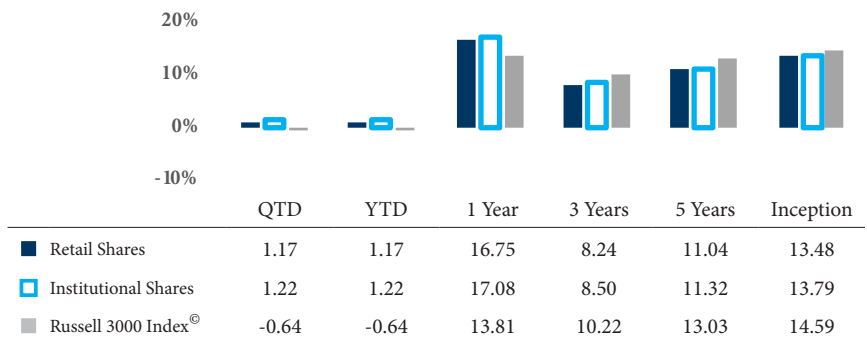 20%
10%
0%
-10%
QTD YTD 1 Year 3 Years 5 Years Inception
Retail Shares 1.17 1.17 16.75 8.24 11.04 13.48
Institutional Shares 1.22 1.22 17.08 8.50 11.32 13.79
Russell 3000 Index© -0.64 -0.64 13.81 10.22 13.03 14.59